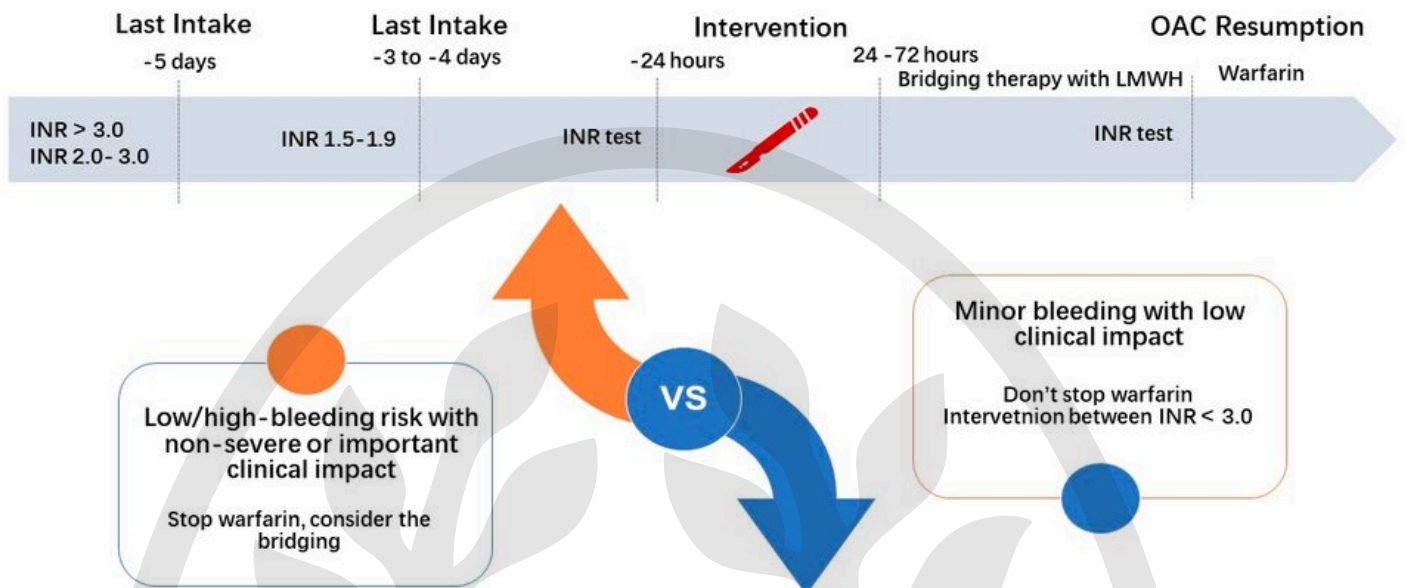 Last Intake
-5 days
Last Intake
-3 to -4 days
Intervention
-24 hours
24 -72 hours
Bridging therapy with LMWH
OAC Resumption
Warfarin
INR > 3.0
INR 2.0- 3.0
INR 1.5-1.9
INR test
INR test
Low/high-bleeding risk with
non-severe or important
clinical impact
Stop warfarin, consider the
bridging
VS
Minor bleeding with low
clinical impact
Don't stop warfarin
Intervetnion between INR < 3.0